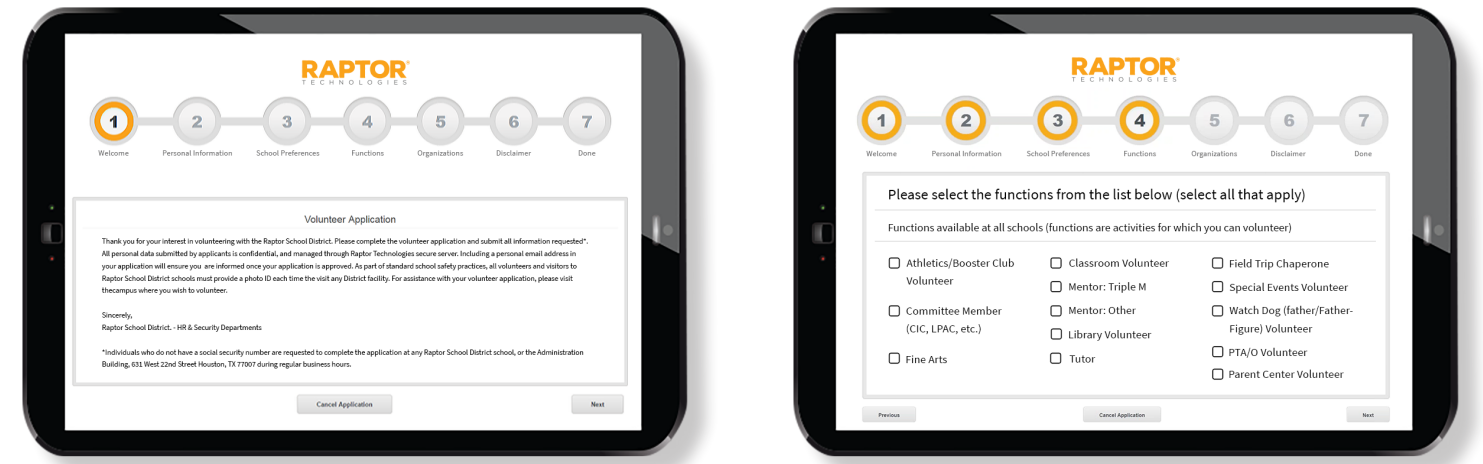 RAPTOR
TECHNOLOGIES
1 2 3 4 5 6 7
Welcome Personal Information School Preferences Functions Organizations Disclaimer Done
Volunteer Application
Thank you for your interest in volunteering with the Raptor School District. Please complete the volunteer application and submit all information requested*.
All personal data submitted by applicants is confidential, and managed through Raptor Technologies secure server. Including a personal email address in
your application will ensure you are informed once your application is approved. As part of standard school safety practices, all volunteers and visitors to
Raptor School District schools must provide a photo ID each time the visit any District facility. For assistance with your volunteer application, please visit
thecampus where you wish to volunteer.
Sincerely,
Raptor School District. - HR & Security Departments
*Individuals who do not have a social security number are requested to complete the application at any Raptor School District school, or the Administration
Building, 631 West 22nd Street Houston, TX 77007 during regular business hours.
Cancel Application Next
RAPTOR
TECHNOLOGIES
1 2 3 4 5 6 7
Welcome Personal Information School Preferences Functions Organizations Disclaimer Done
Please select the functions from the list below (select all that apply)
Functions available at all schools (functions are activities for which you can volunteer)
Athletics/Booster Club
Volunteer
Committee Member
(CIC, LPAC, etc.)
Fine Arts
Classroom Volunteer
Mentor: Triple M
Mentor: Other
Library Volunteer
Tutor
Field Trip Chaperone
Special Events Volunteer
Watch Dog (father/Father-
Figure) Volunteer
PTA/O Volunteer
Parent Center Volunteer
Previous Cancel Application Next